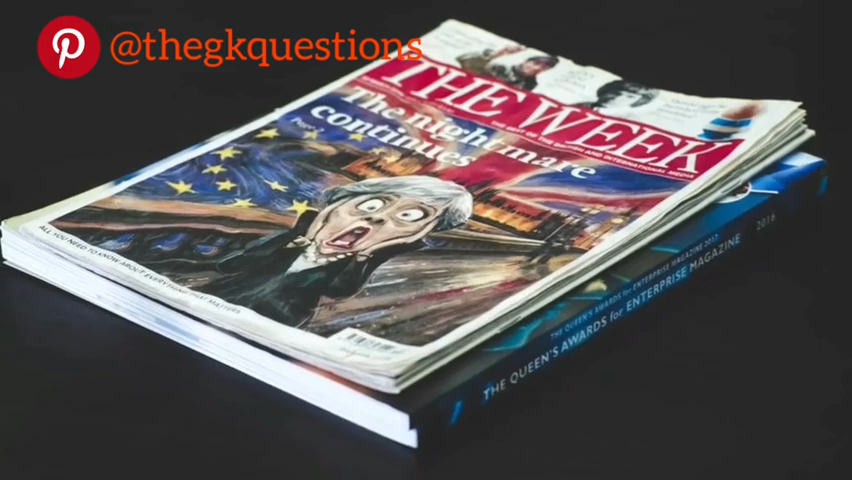 @thegkquestions
THE WEEK
THE BEST OF THE BRITISH AND INTERNATIONAL MEDIA
The nightmare
continues
ALL YOU NEED TO KNOW ABOUT EVERYTHING THAT MATTERS
THE QUEEN'S AWARDS for ENTERPRISE MAGAZINE 2017
THE QUEEN'S AWARDS for ENTERPRISE MAGAZINE 2016